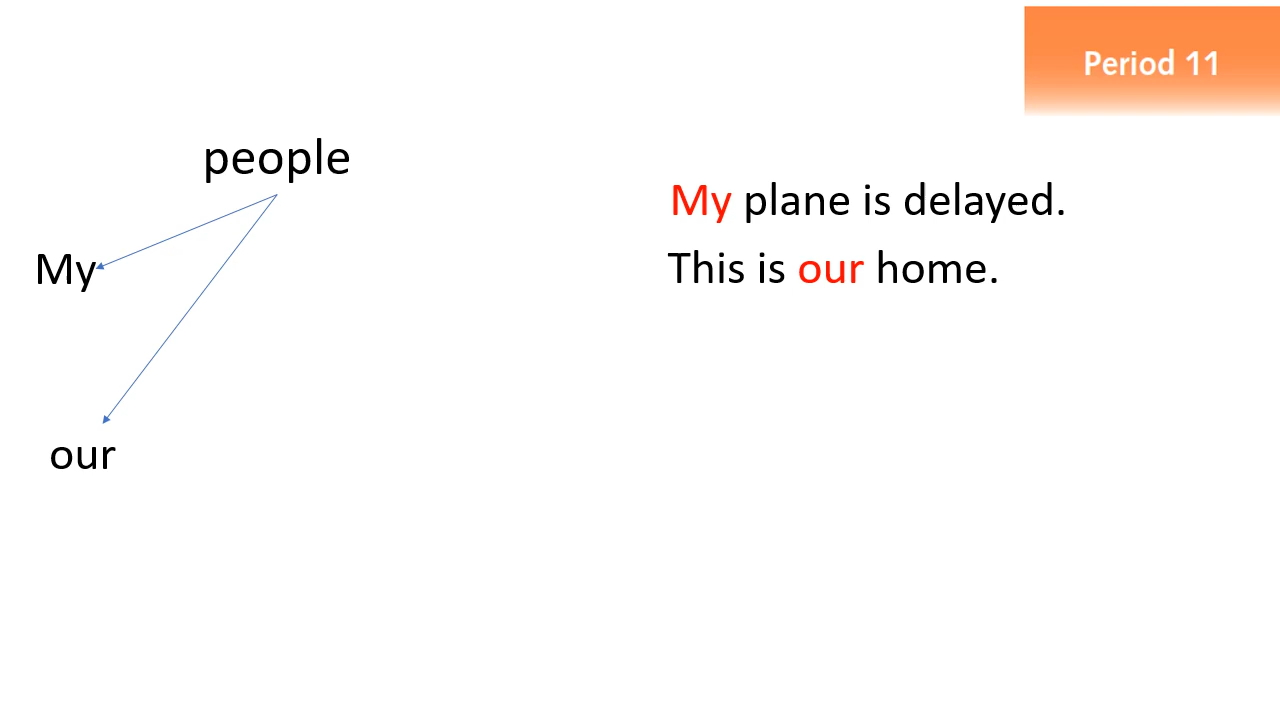 Period 11
people
My
our
My plane is delayed.
This is our home.